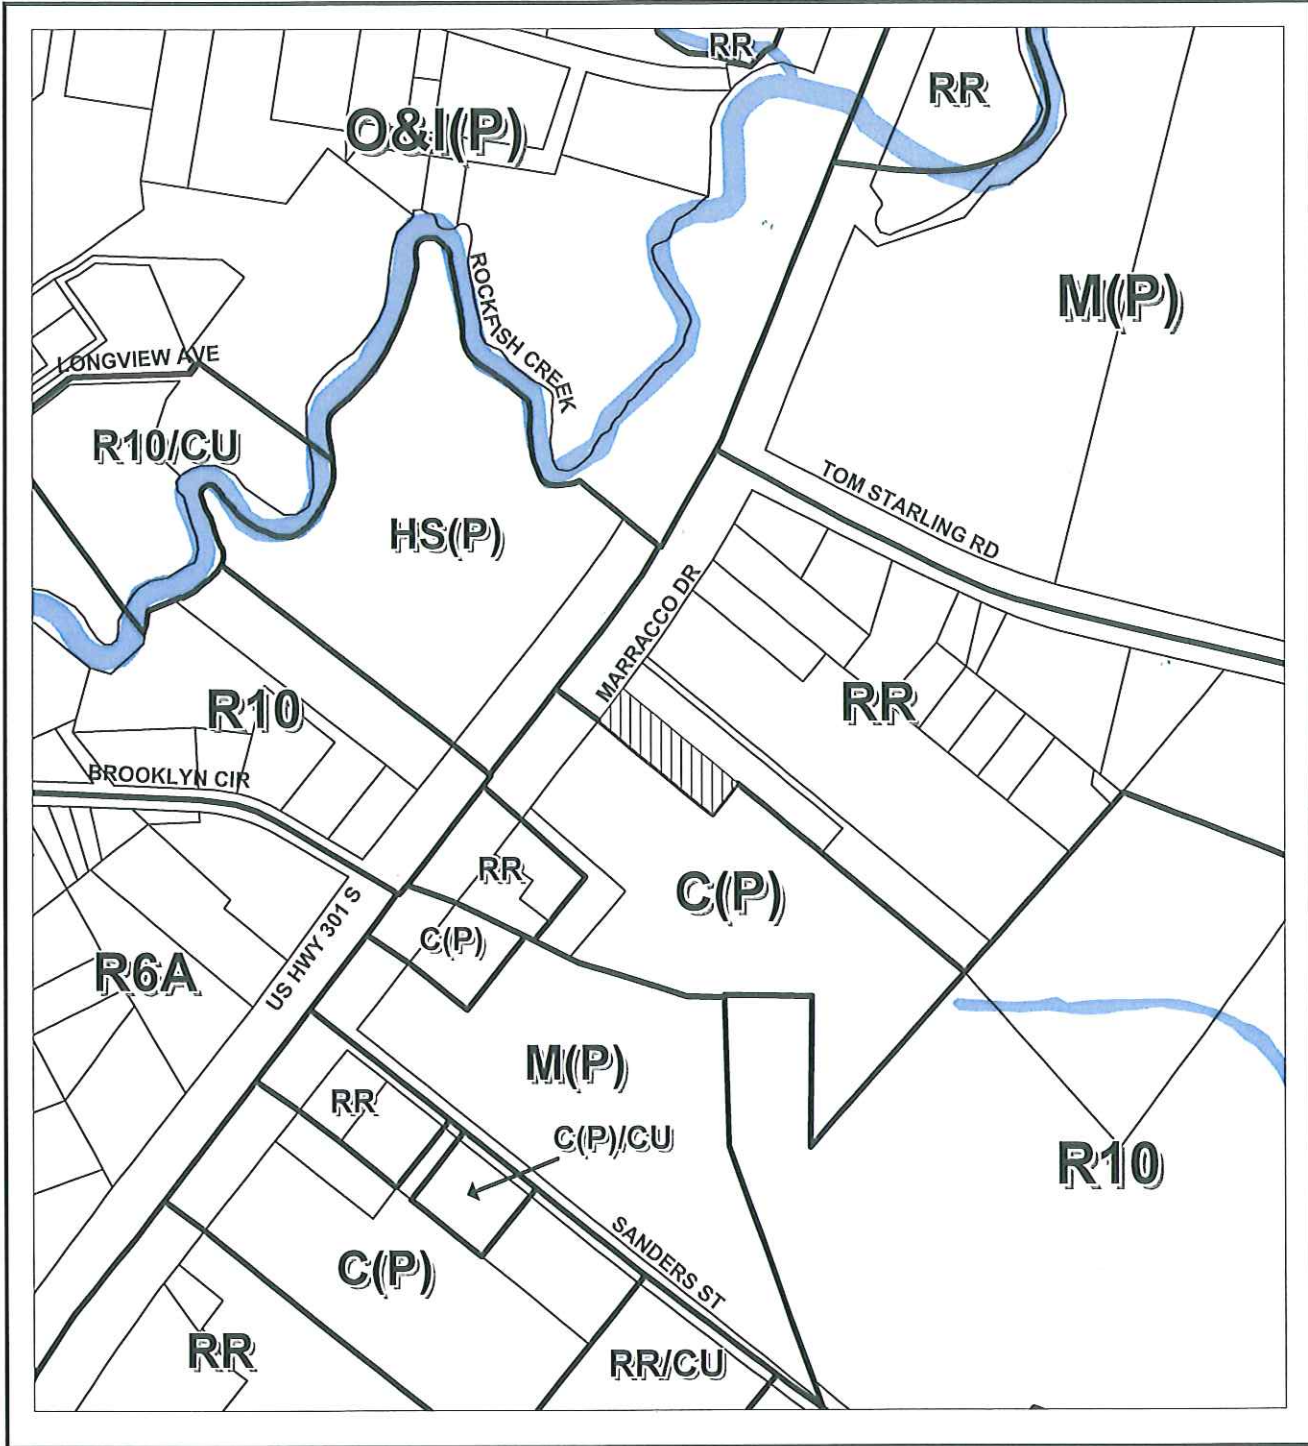 RR
RR
O&I(P)
ROCKFISH CREEK
M(P)
LONGVIEW AVE
R10/CU
TOM STARLING RD
HS(P)
MARRACCO DR
RR
R10
BROOKLYN CIR
RR
C(P)
C(P)
US HWY 301 S
R6A
M(P)
RR
C(P)/CU
R10
SANDERS ST
C(P)
RR
RR/CU